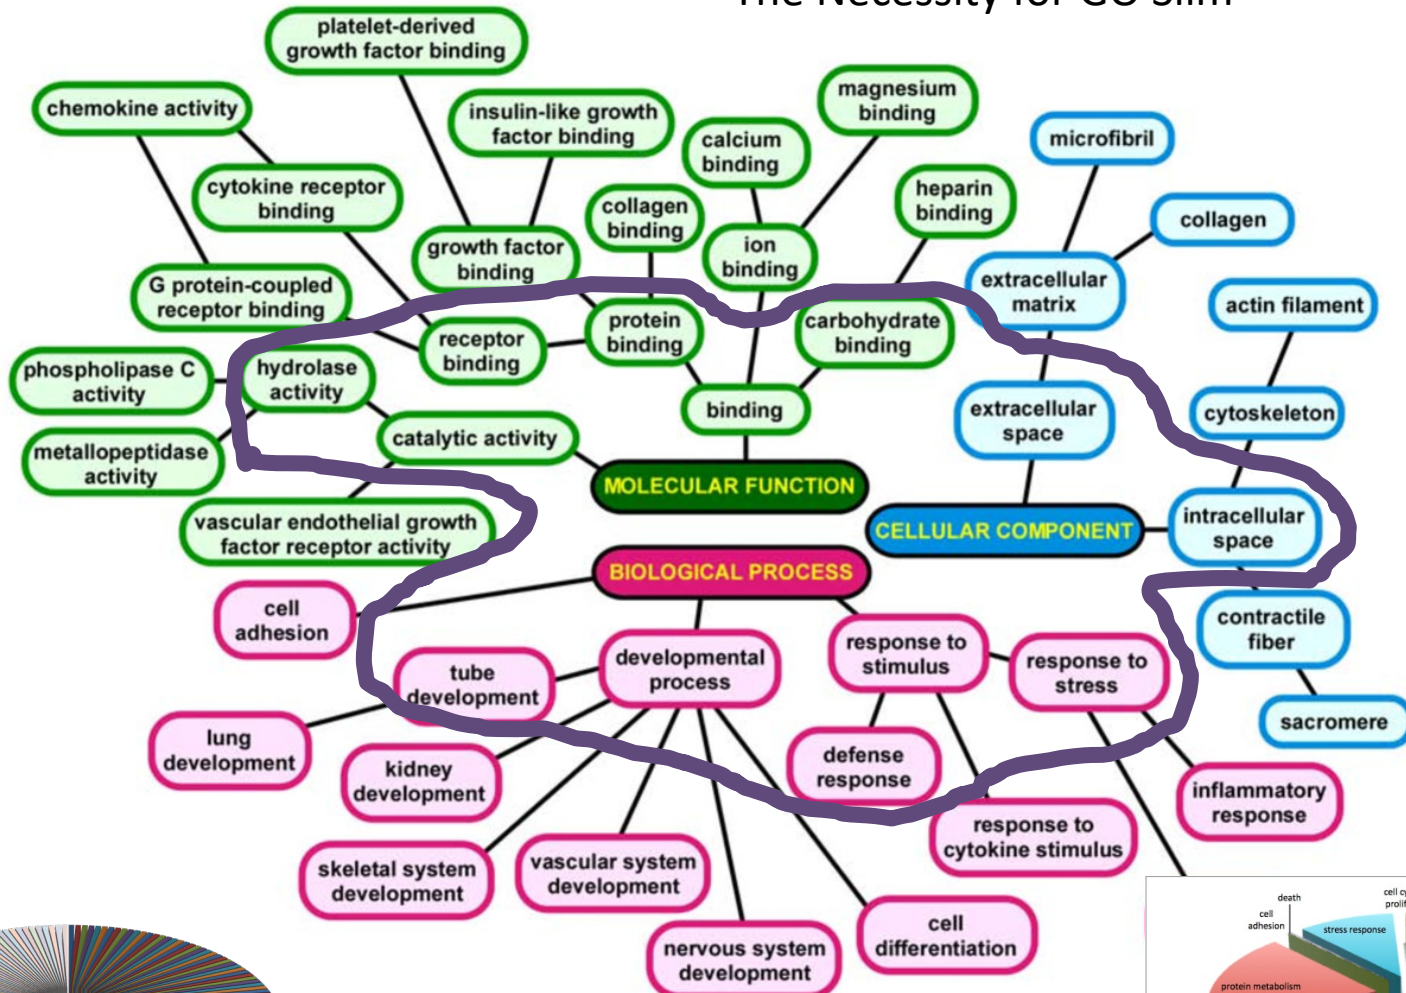 The Necessity for GO Slim
platelet-derived
growth factor binding
chemokine activity
insulin-like growth
factor binding
magnesium
binding
calcium
binding
microfibril
cytokine receptor
binding
collagen
binding
heparin
binding
collagen
growth factor
binding
ion
binding
G protein-coupled
receptor binding
extracellular
matrix
actin filament
receptor
binding
protein
binding
carbohydrate
binding
phospholipase C
activity
hydrolase
activity
binding
extracellular
space
cytoskeleton
metallopeptidase
activity
catalytic activity
MOLECULAR FUNCTION
vascular endothelial growth
factor receptor activity
CELLULAR COMPONENT
intracellular
space
BIOLOGICAL PROCESS
cell
adhesion
contractile
fiber
tube
development
developmental
process
response to
stimulus
response to
stress
sacromere
lung
development
kidney
development
defense
response
inflammatory
response
response to
cytokine stimulus
skeletal system
development
vascular system
development
nervous system
development
cell
differentiation
death
cell
adhesion
stress response
cell
protein metabolism